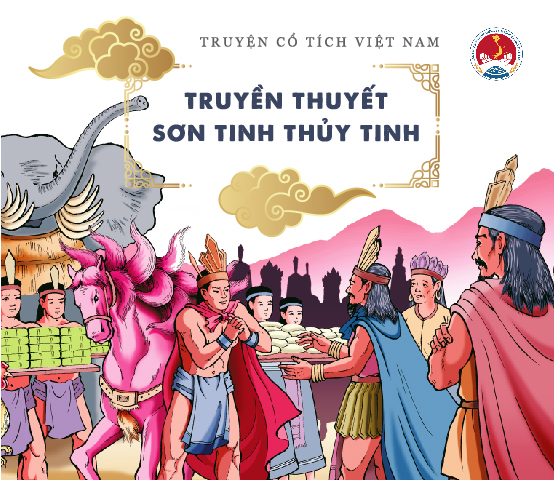 TRUYỆN CỔ TÍCH VIỆT NAM
TRUYỀN THUYẾT
SƠN TINH THỦY TINH